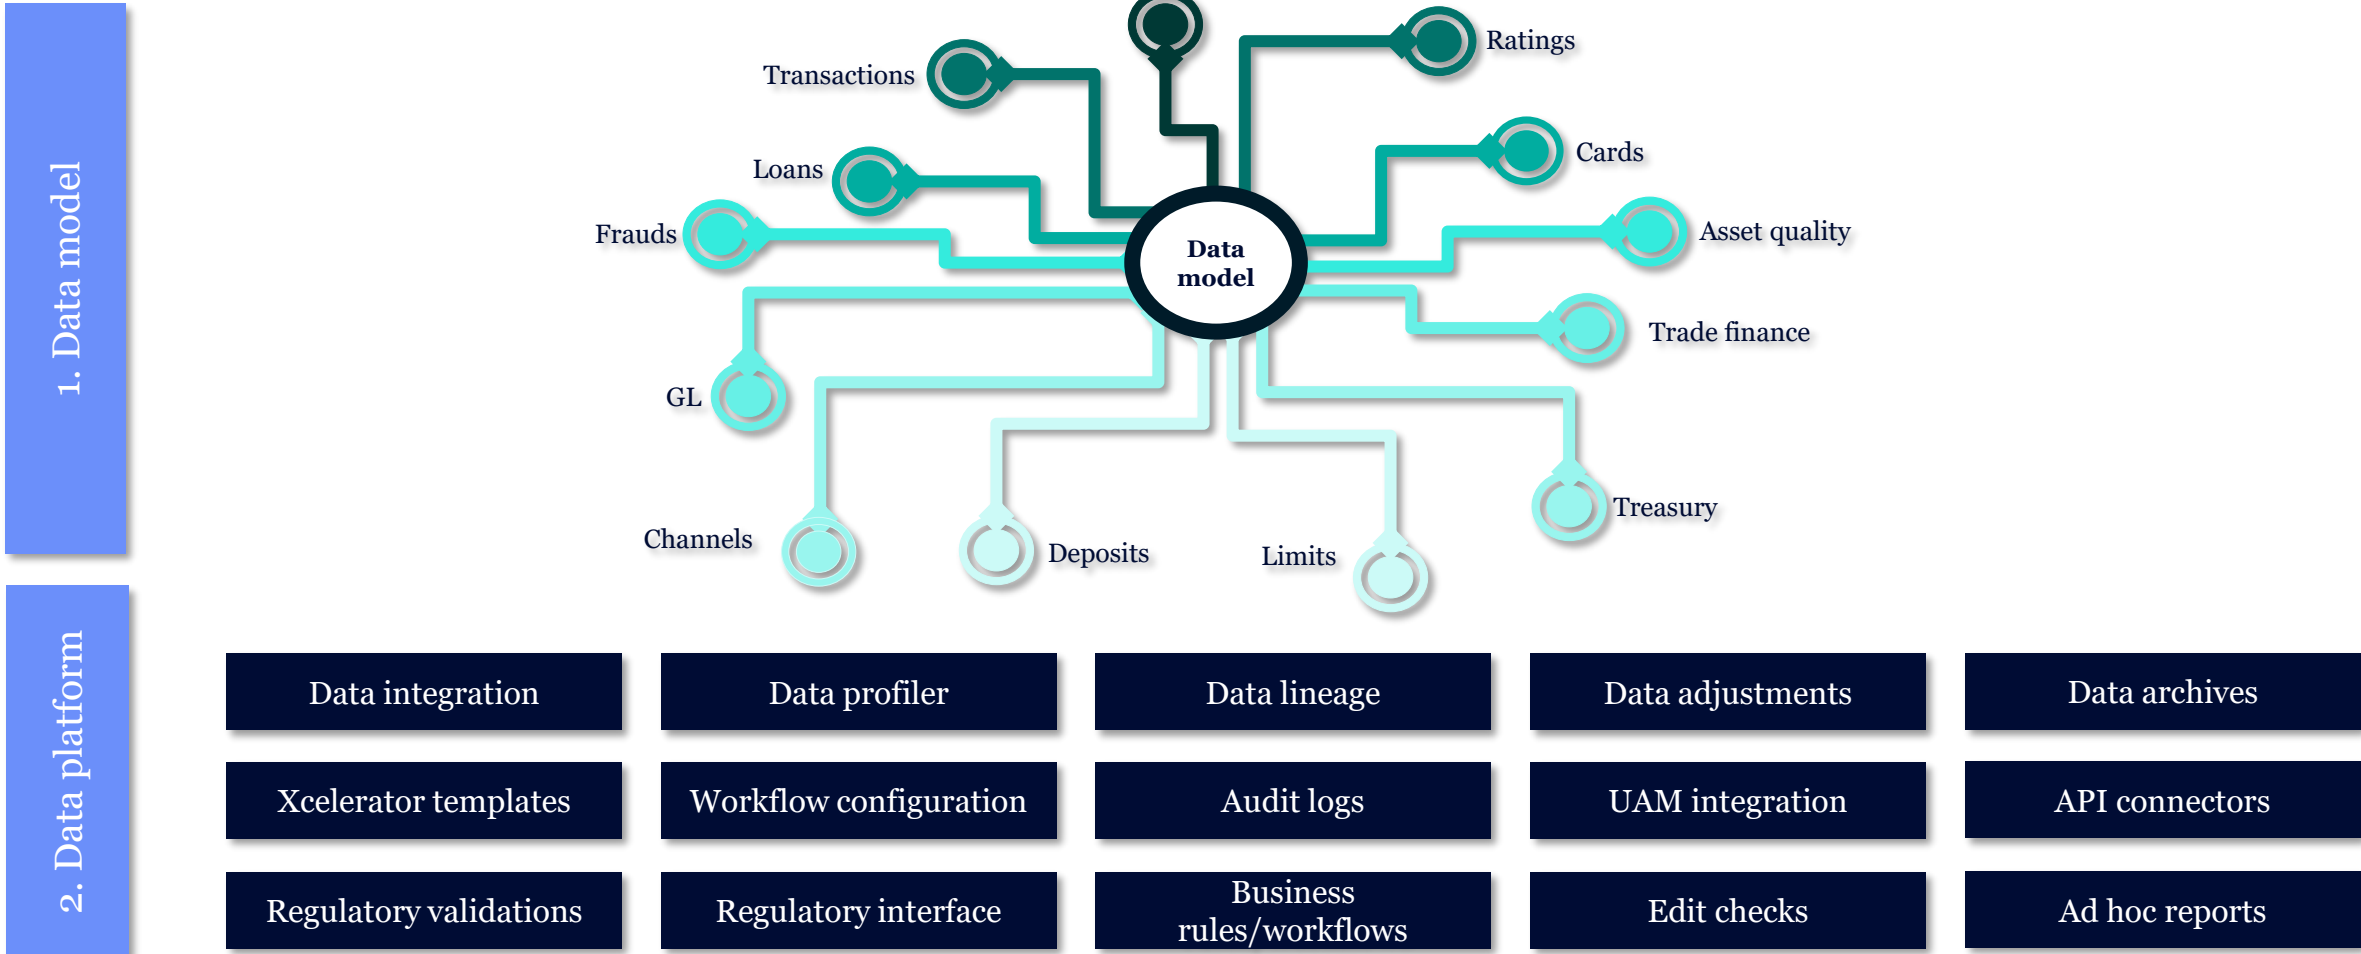 1. Data model
Ratings
Transactions
Cards
Loans
Frauds
Asset quality
Data
model
Trade finance
GL
Treasury
Channels
Deposits
Limits
2. Data platform
Data integration
Data profiler
Data lineage
Data adjustments
Data archives
Xcelerator templates
Workflow configuration
Audit logs
UAM integration
API connectors
Regulatory validations
Regulatory interface
Business
rules/workflows
Edit checks
Ad hoc reports